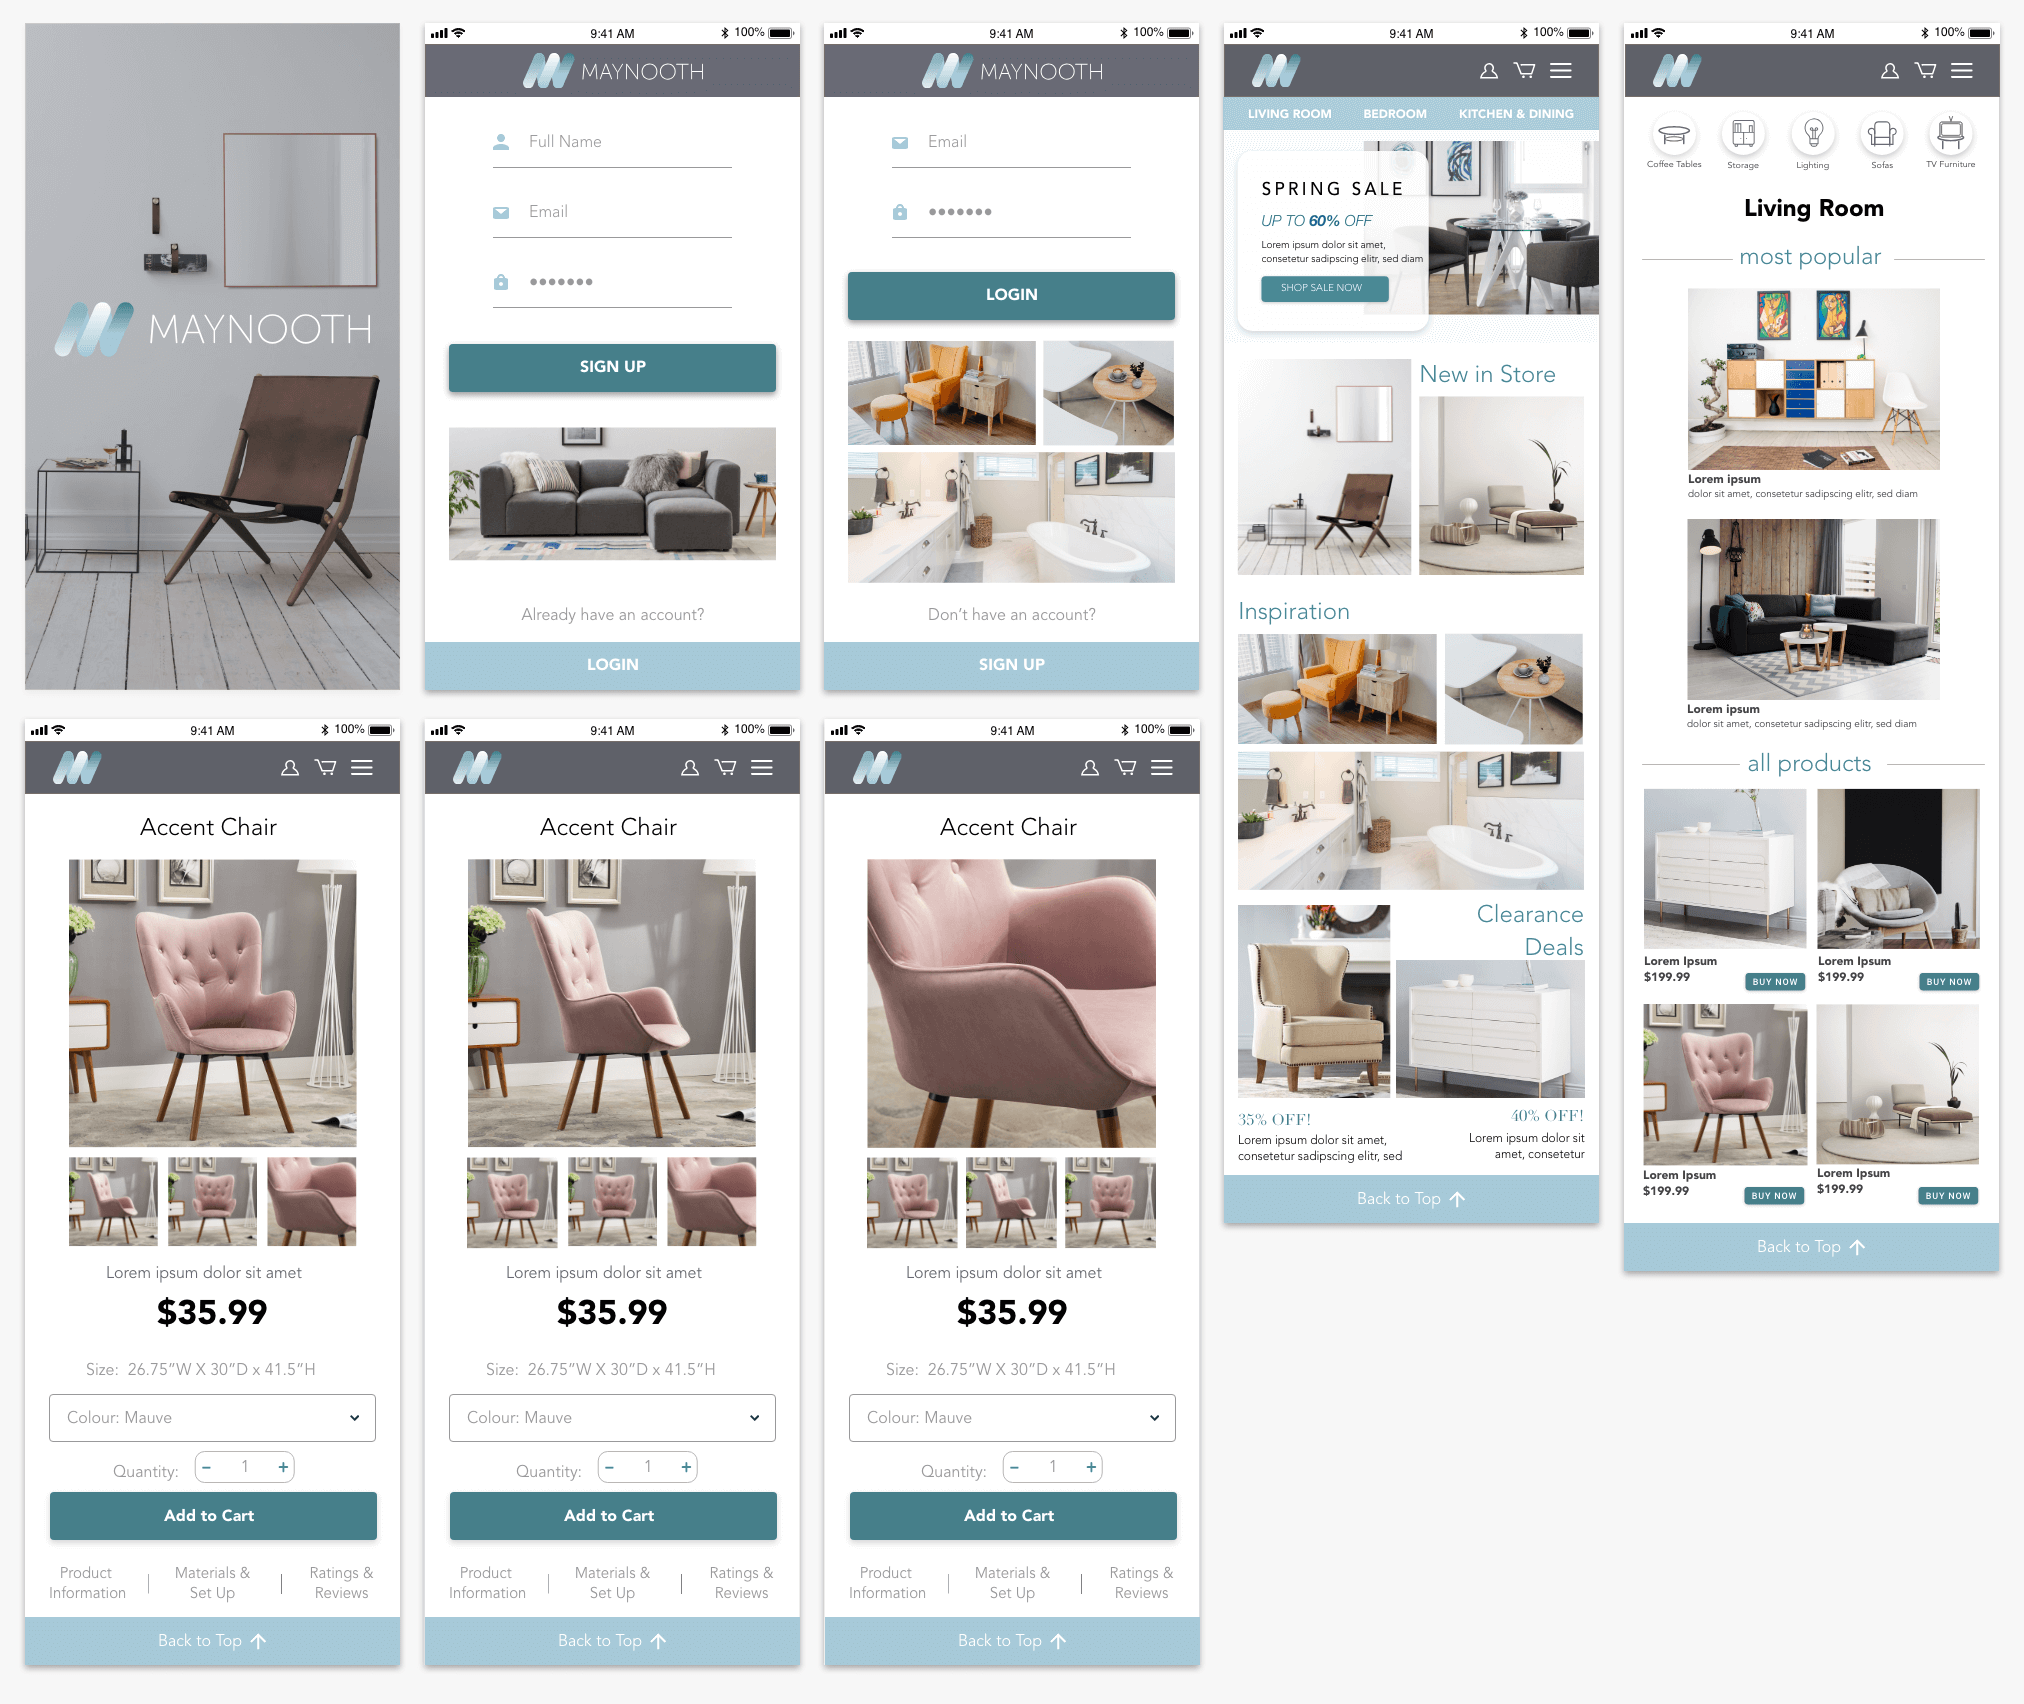 MAYNOOTH
9:41 AM
100%
MAYNOOTH
Full Name
Email
•••••••
SIGN UP
Already have an account?
LOGIN
9:41 AM
100%
MAYNOOTH
Email
•••••••
LOGIN
Don't have an account?
SIGN UP
9:41 AM
100%
LIVING ROOM
BEDROOM
KITCHEN & DINING
SPRING SALE
UP TO 60% OFF
Lorem ipsum dolor sit amet,
consetetur sadipscing elitr, sed diam
SHOP SALE NOW
New in Store
Inspiration
Clearance
Deals
35% OFF!
Lorem ipsum dolor sit amet,
consetetur sadipscing elitr, sed
40% OFF!
Lorem ipsum dolor sit
amet, consetetur
Back to Top
9:41 AM
100%
Coffee Tables
Storage
Lighting
Sofas
TV Furniture
Living Room
most popular
Lorem ipsum
dolor sit amet, consetetur sadipscing elitr, sed diam
Lorem ipsum
dolor sit amet, consetetur sadipscing elitr, sed diam
all products
Lorem Ipsum
$199.99
BUY NOW
Lorem Ipsum
$199.99
BUY NOW
Lorem Ipsum
$199.99
BUY NOW
Lorem Ipsum
$199.99
BUY NOW
Back to Top
9:41 AM
100%
Accent Chair
Lorem ipsum dolor sit amet
$35.99
Size: 26.75”W X 30”D x 41.5”H
Colour: Mauve
Quantity:
- 1 +
Add to Cart
Product
Information
Materials &
Set Up
Ratings &
Reviews
Back to Top
9:41 AM
100%
Accent Chair
Lorem ipsum dolor sit amet
$35.99
Size: 26.75”W X 30”D x 41.5”H
Colour: Mauve
Quantity:
- 1 +
Add to Cart
Product
Information
Materials &
Set Up
Ratings &
Reviews
Back to Top
9:41 AM
100%
Accent Chair
Lorem ipsum dolor sit amet
$35.99
Size: 26.75”W X 30”D x 41.5”H
Colour: Mauve
Quantity:
- 1 +
Add to Cart
Product
Information
Materials &
Set Up
Ratings &
Reviews
Back to Top